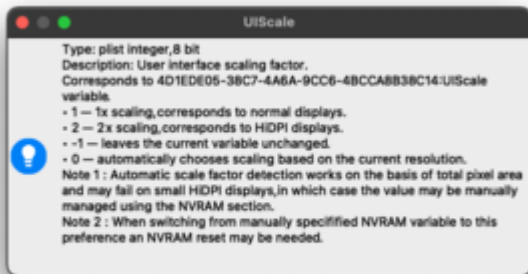 UIScale
Type: plist integer,8 bit
Description: User interface scaling factor.
Corresponds to 4D1EDE05-38C7-4A6A-9CC6-4BCCA8B38C14:UIScale
variable.
- 1 — 1x scaling,corresponds to normal displays.
- 2 — 2x scaling,corresponds to HiDPI displays.
- -1 — leaves the current variable unchanged.
- 0 — automatically chooses scaling based on the current resolution.
Note 1 : Automatic scale factor detection works on the basis of total pixel area
and may fail on small HiDPI displays,in which case the value may be manually
managed using the NVRAM section.
Note 2 : When switching from manually specifified NVRAM variable to this
preference an NVRAM reset may be needed.